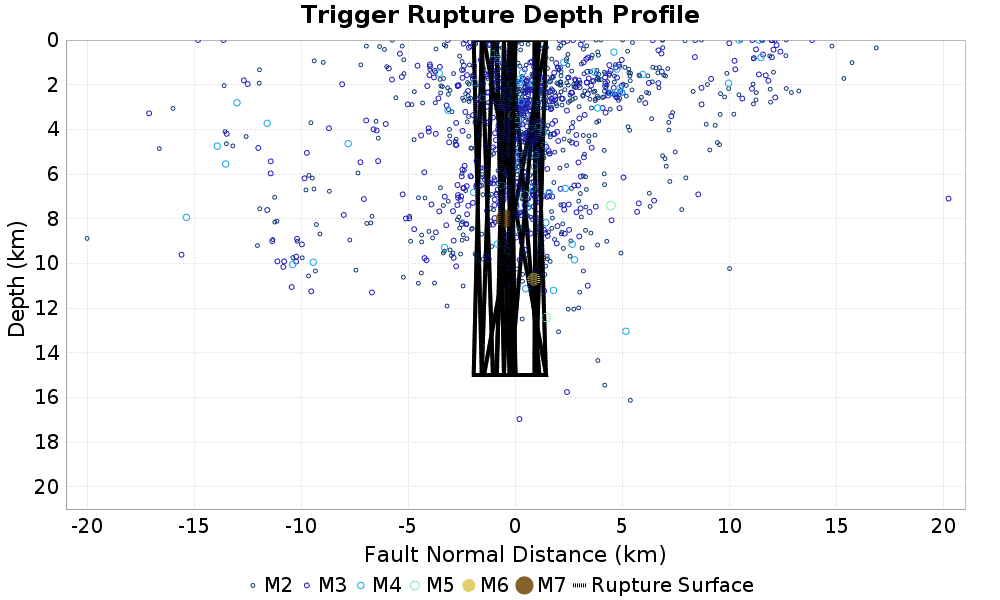 Trigger Rupture Depth Profile
0
2
4
6
8
10
12
14
16
18
20
Depth (km)
-20 -15 -10 -5 0 5 10 15 20
Fault Normal Distance (km)
M2 M3 M4 M5 M6 M7 Rupture Surface